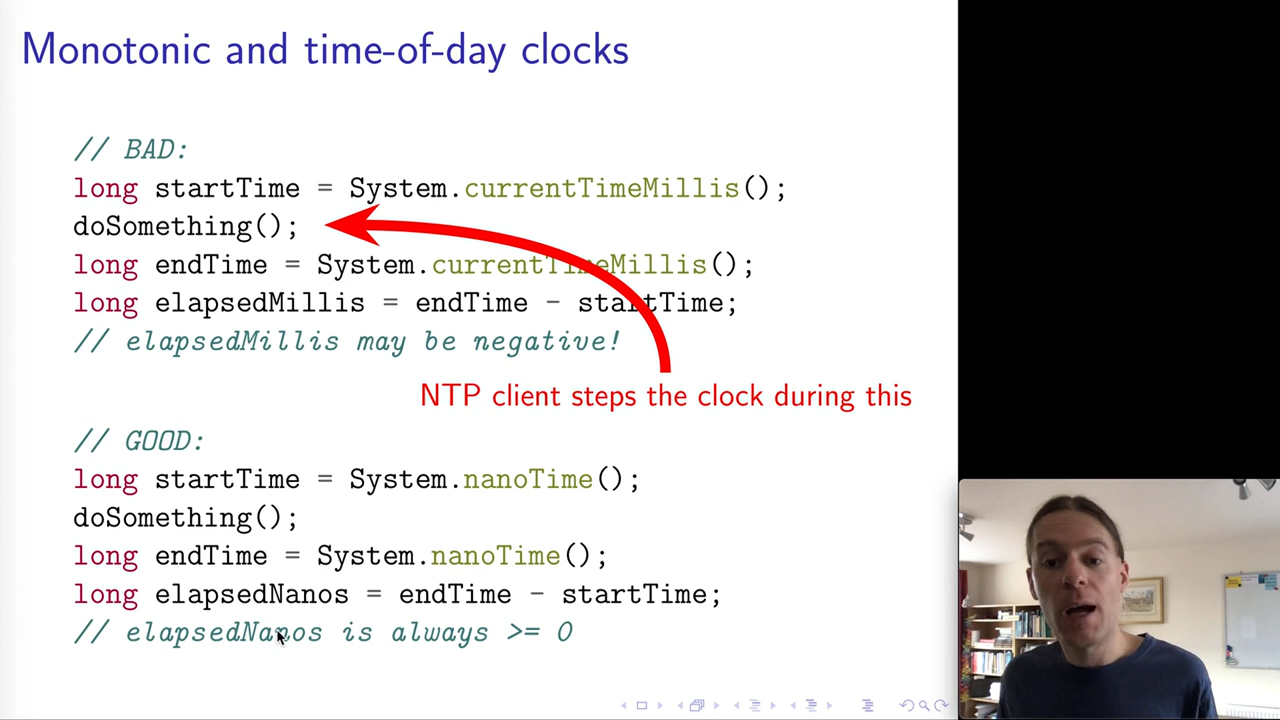 Monotonic and time-of-day clocks
// BAD:
long startTime = System.currentTimeMillis();
doSomething();
long endTime = System.currentTimeMillis();
long elapsedMillis = endTime - startTime;
// elapsedMillis may be negative!
NTP client steps the clock during this
// GOOD:
long startTime = System.nanoTime();
doSomething();
long endTime = System.nanoTime();
long elapsedNanos = endTime - startTime;
// elapsedNanos is always >= 0